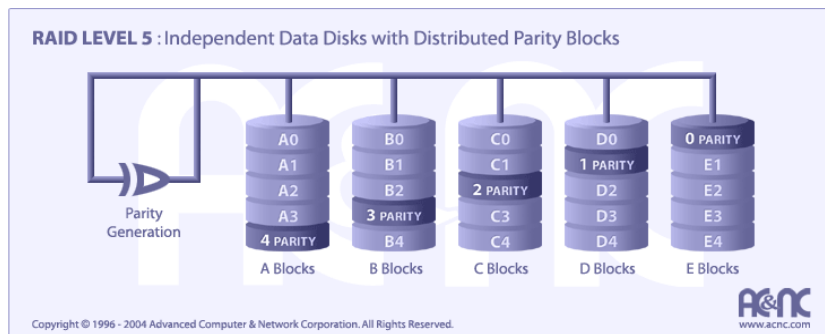 RAID LEVEL 5 : Independent Data Disks with Distributed Parity Blocks
A0 B0 C0 D0 0 PARITY
A1 B1 C1 1 PARITY E1
A2 B2 2 PARITY D2 E2
A3 3 PARITY C3 D3 E3
4 PARITY B4 C4 D4 E4
Parity
Generation
A Blocks B Blocks C Blocks D Blocks E Blocks
AC&NC
Copyright © 1996 - 2004 Advanced Computer & Network Corporation. All Rights Reserved.
AC&NC
www.acnc.com